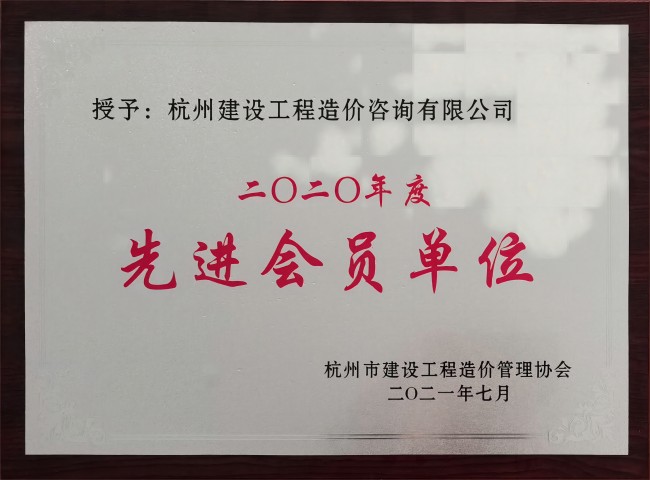 授予：杭州建设工程造价咨询有限公司
二〇二〇年度
先进会员单位
杭州市建设工程造价管理协会
二〇二一年七月